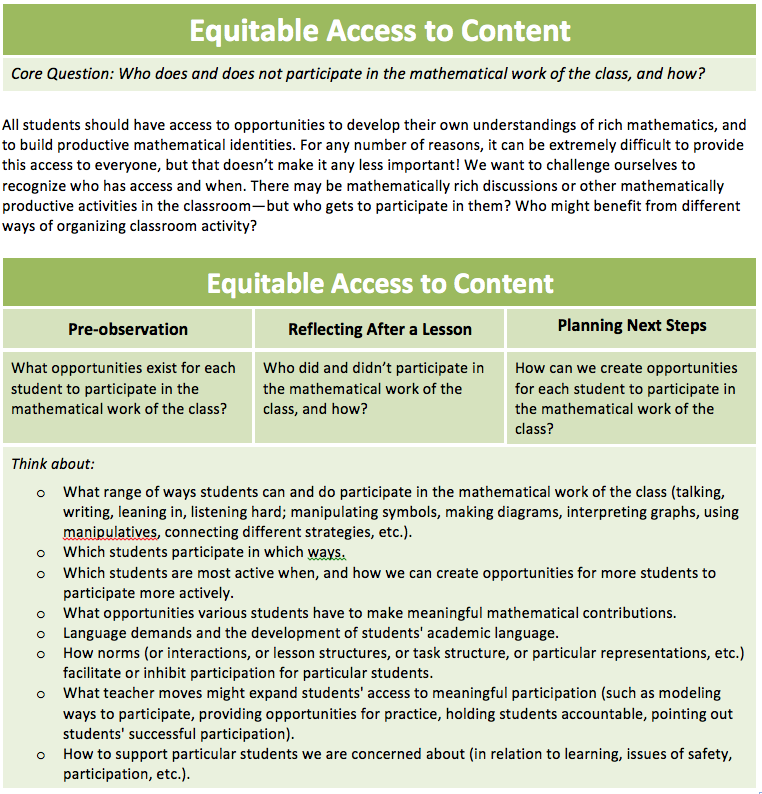 Equitable Access to Content
Core Question: Who does and does not participate in the mathematical work of the class, and how?
All students should have access to opportunities to develop their own understandings of rich mathematics, and
to build productive mathematical identities. For any number of reasons, it can be extremely difficult to provide
this access to everyone, but that doesn't make it any less important! We want to challenge ourselves to
recognize who has access and when. There may be mathematically rich discussions or other mathematically
productive activities in the classroom—but who gets to participate in them? Who might benefit from different
ways of organizing classroom activity?
Equitable Access to Content
Pre-observation
Reflecting After a Lesson
Planning Next Steps
What opportunities exist for each
student to participate in the
mathematical work of the class?
Who did and didn't participate in
the mathematical work of the
class, and how?
How can we create opportunities
for each student to participate in
the mathematical work of the
class?
Think about:
o What range of ways students can and do participate in the mathematical work of the class (talking,
writing, leaning in, listening hard; manipulating symbols, making diagrams, interpreting graphs, using
manipulatives, connecting different strategies, etc.).
o Which students participate in which ways.
o Which students are most active when, and how we can create opportunities for more students to
participate more actively.
o What opportunities various students have to make meaningful mathematical contributions.
o Language demands and the development of students' academic language.
o How norms (or interactions, or lesson structures, or task structure, or particular representations, etc.)
facilitate or inhibit participation for particular students.
o What teacher moves might expand students' access to meaningful participation (such as modeling
ways to participate, providing opportunities for practice, holding students accountable, pointing out
students' successful participation).
o How to support particular students we are concerned about (in relation to learning, issues of safety,
participation, etc.).